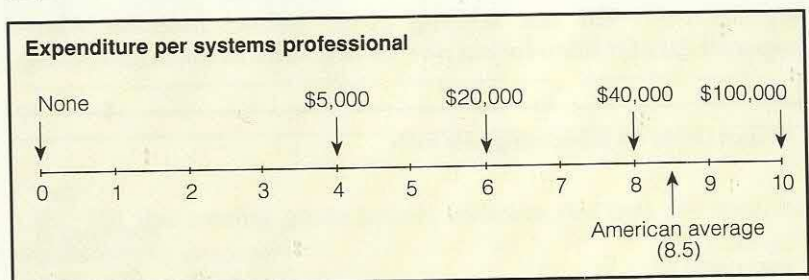 Expenditure per systems professional
None $5,000 $20,000 $40,000 $100,000
0 1 2 3 4 5 6 7 8 9 10
American average
(8.5)